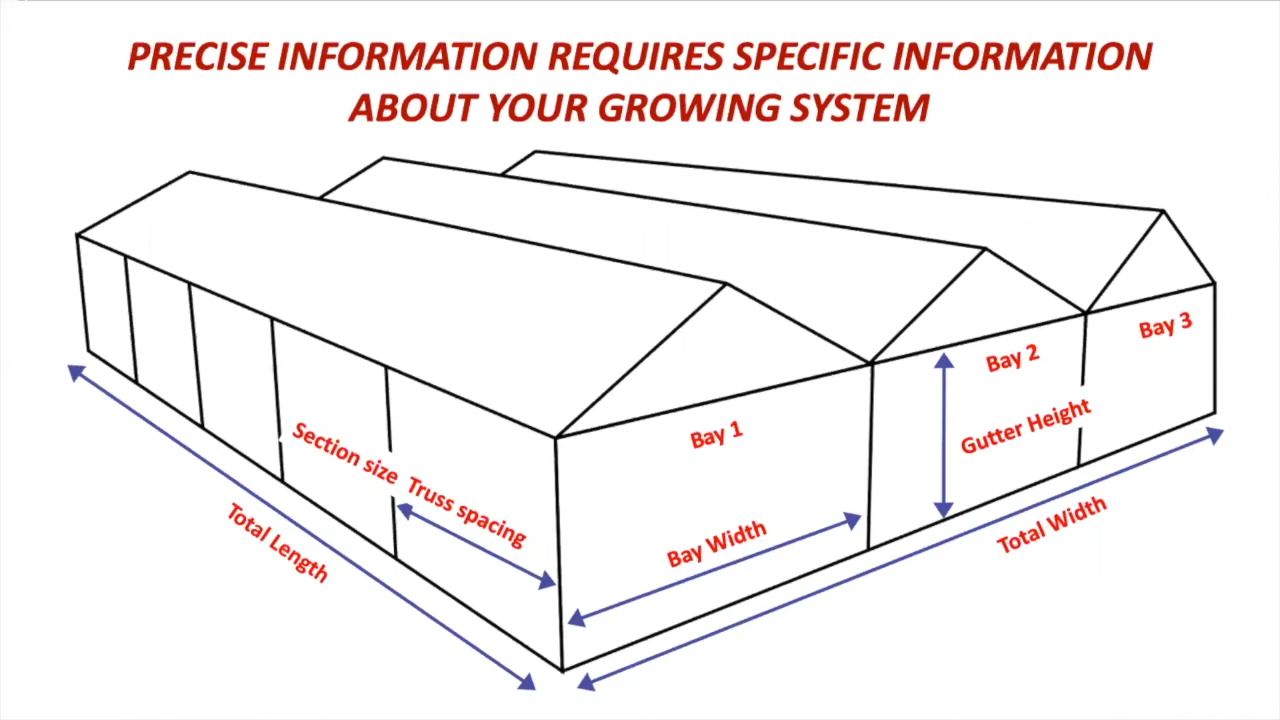 PRECISE INFORMATION REQUIRES SPECIFIC INFORMATION
ABOUT YOUR GROWING SYSTEM
Bay 3
Bay 2
Gutter Height
Bay 1
Section size Truss spacing
Bay Width
Total Length
Total Width